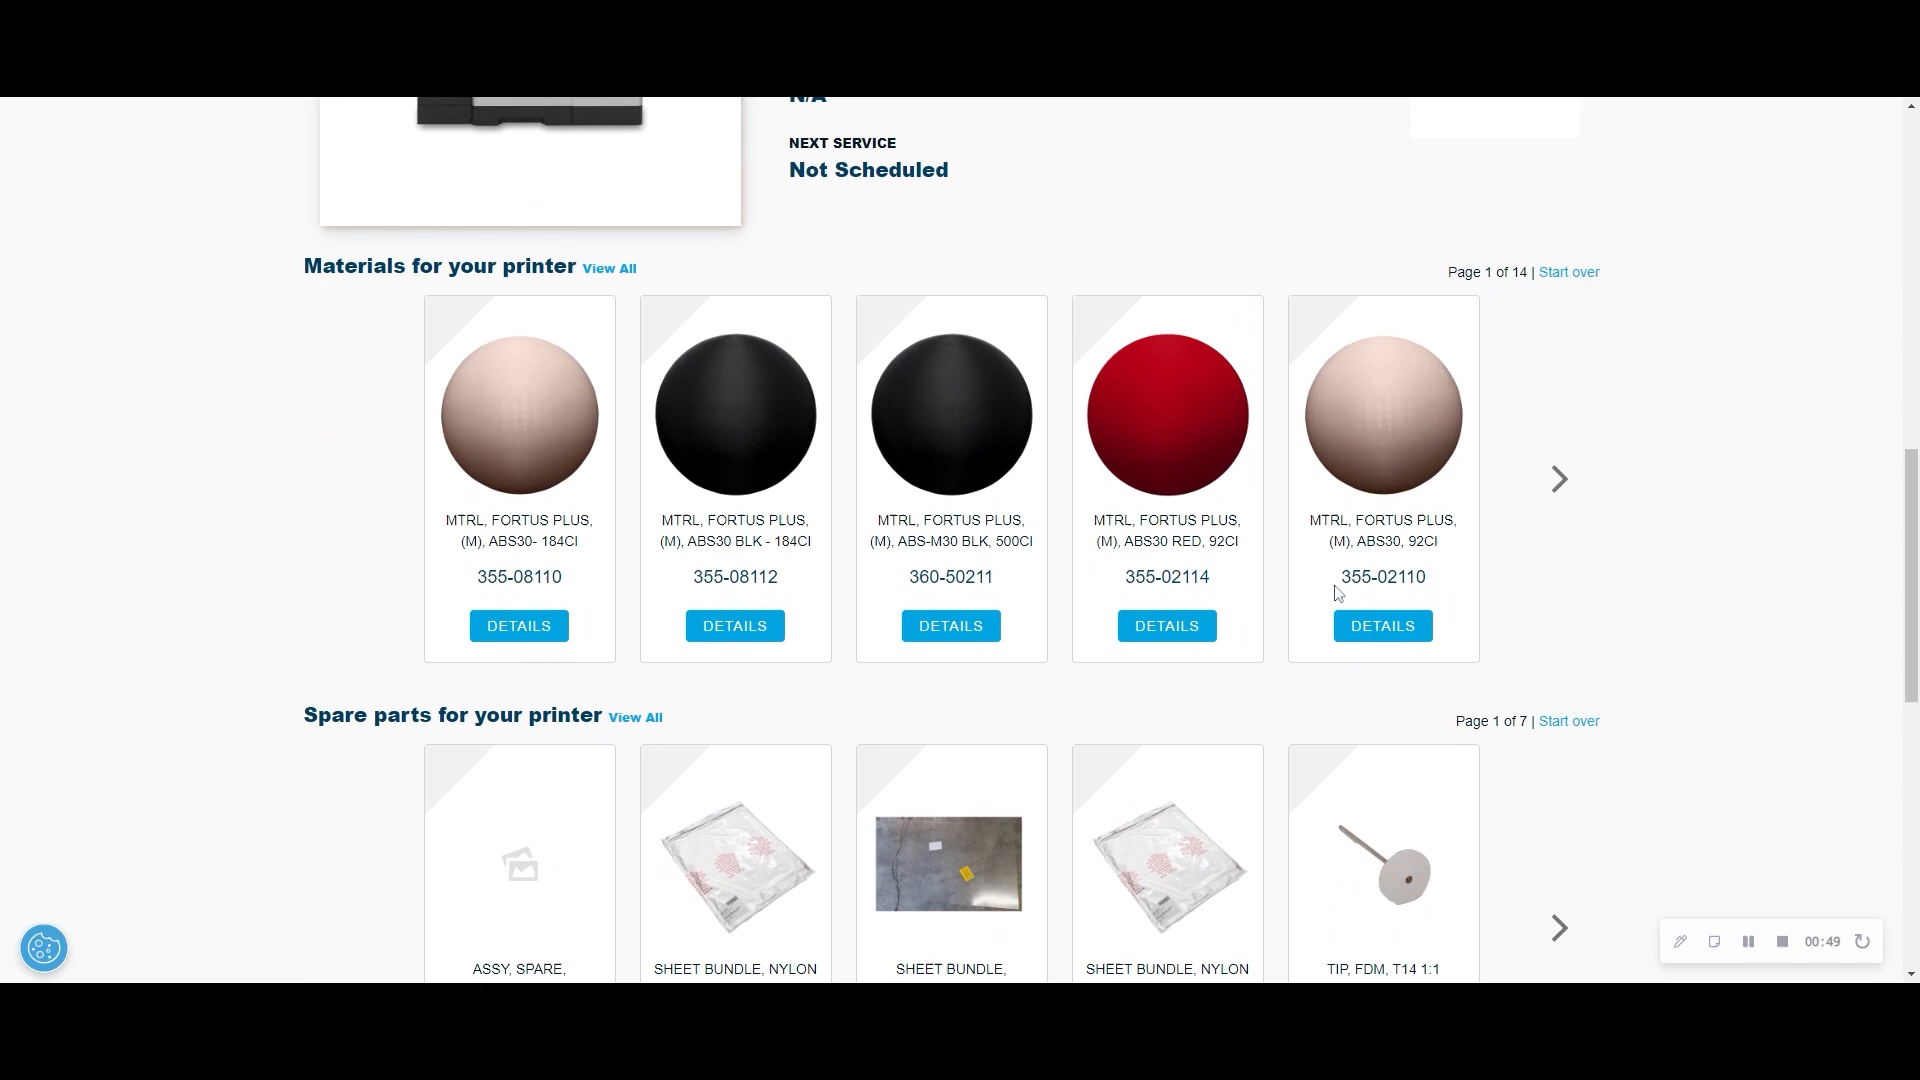 N/A
NEXT SERVICE
Not Scheduled
Materials for your printer View All
Page 1 of 14 | Start over
MTRL, FORTUS PLUS,
(M), ABS30- 184CI
355-08110
DETAILS
MTRL, FORTUS PLUS,
(M), ABS30 BLK - 184CI
355-08112
DETAILS
MTRL, FORTUS PLUS,
(M), ABS-M30 BLK, 500CI
360-50211
DETAILS
MTRL, FORTUS PLUS,
(M), ABS30 RED, 92CI
355-02114
DETAILS
MTRL, FORTUS PLUS,
(M), ABS30, 92CI
355-02110
DETAILS
Spare parts for your printer View All
Page 1 of 7 | Start over
ASSY, SPARE,
SHEET BUNDLE, NYLON
SHEET BUNDLE,
SHEET BUNDLE, NYLON
TIP, FDM, T14 1:1
00:49